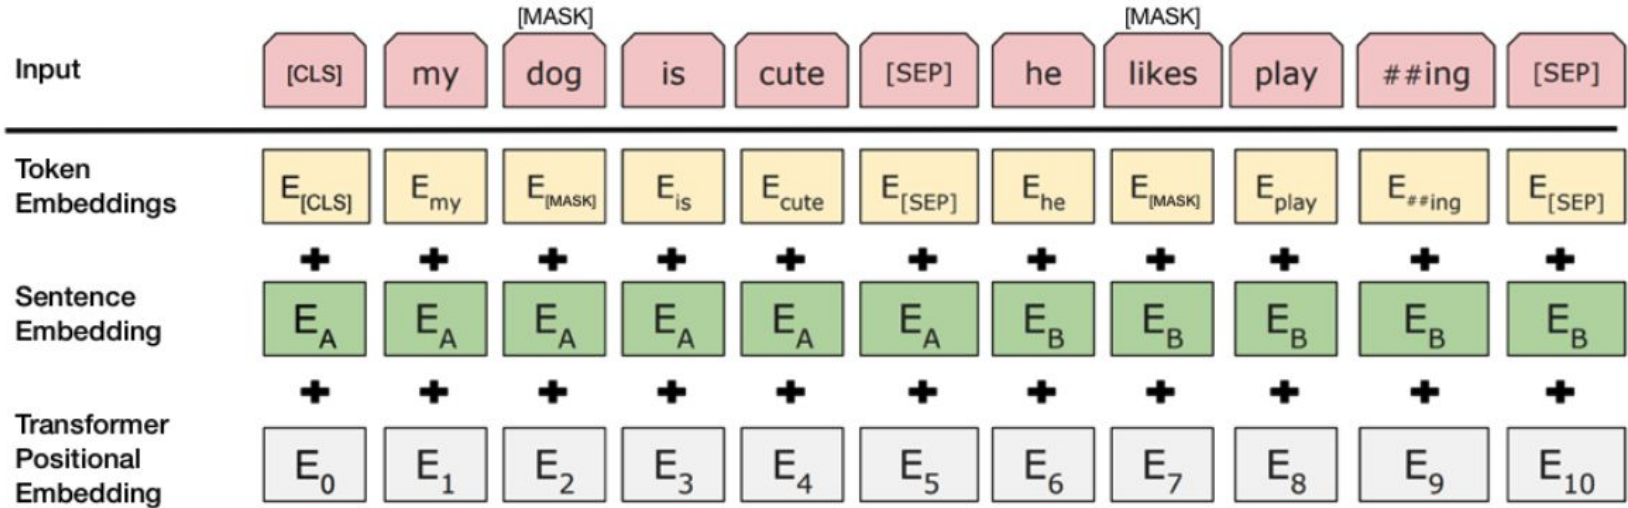 [MASK] [MASK]
Input [CLS] my dog is cute [SEP] he likes play ##ing [SEP]
Token
Embeddings
E[CLS] Emy E[MASK] Eis Ecute E[SEP] Ehe E[MASK] Eplay E##ing E[SEP]
+ + + + + + + + + + +
Sentence
Embedding
EA EA EA EA EA EA EB EB EB EB EB
+ + + + + + + + + + +
Transformer
Positional
Embedding
E0 E1 E2 E3 E4 E5 E6 E7 E8 E9 E10